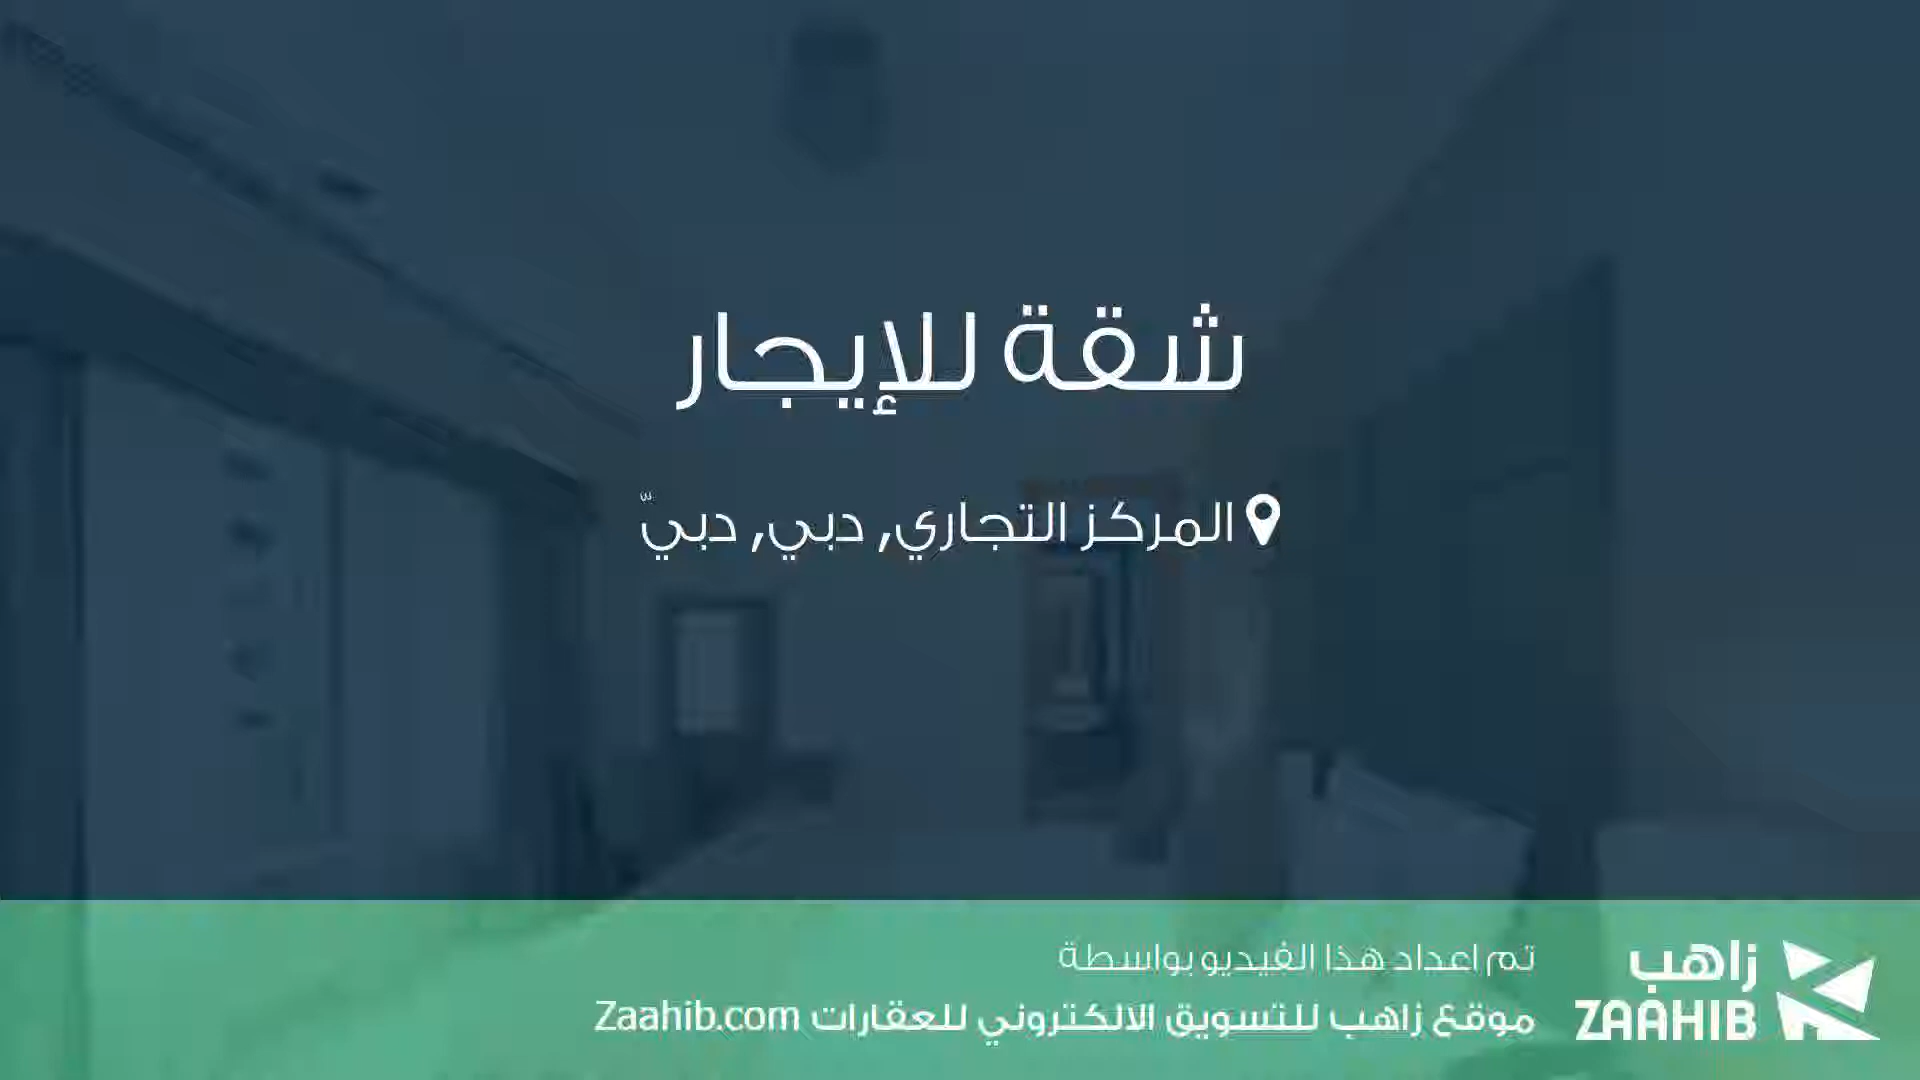 شقة للإيجار
المركز التجاري, دبي, دبيّ
تم اعداد هذا الفيديو بواسطة
موقع زاهب للتسويق الالكتروني للعقارات Zaahib.com
زاهب
ZAAHIB